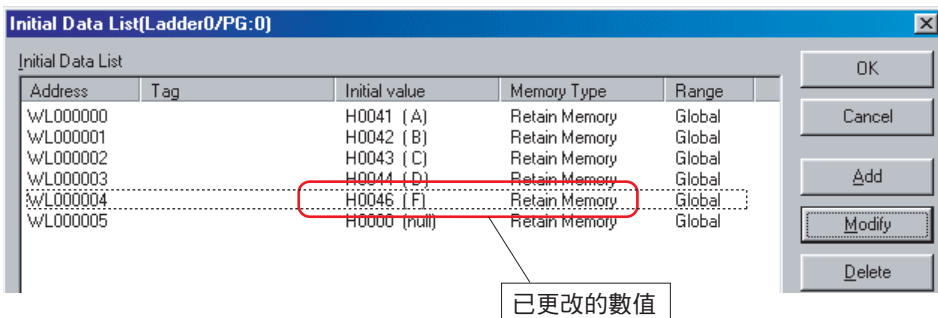 Initial Data List(Ladder0/PG:0)
Initial Data List
Address Tag Initial value Memory Type Range
WL000000 H0041 (A) Retain Memory Global
WL000001 H0042 (B) Retain Memory Global
WL000002 H0043 (C) Retain Memory Global
WL000003 H0044 (D) Retain Memory Global
WL000004 H0046 (F) Retain Memory Global
WL000005 H0000 (null) Retain Memory Global
OK
Cancel
Add
Modify
Delete
已更改的數值